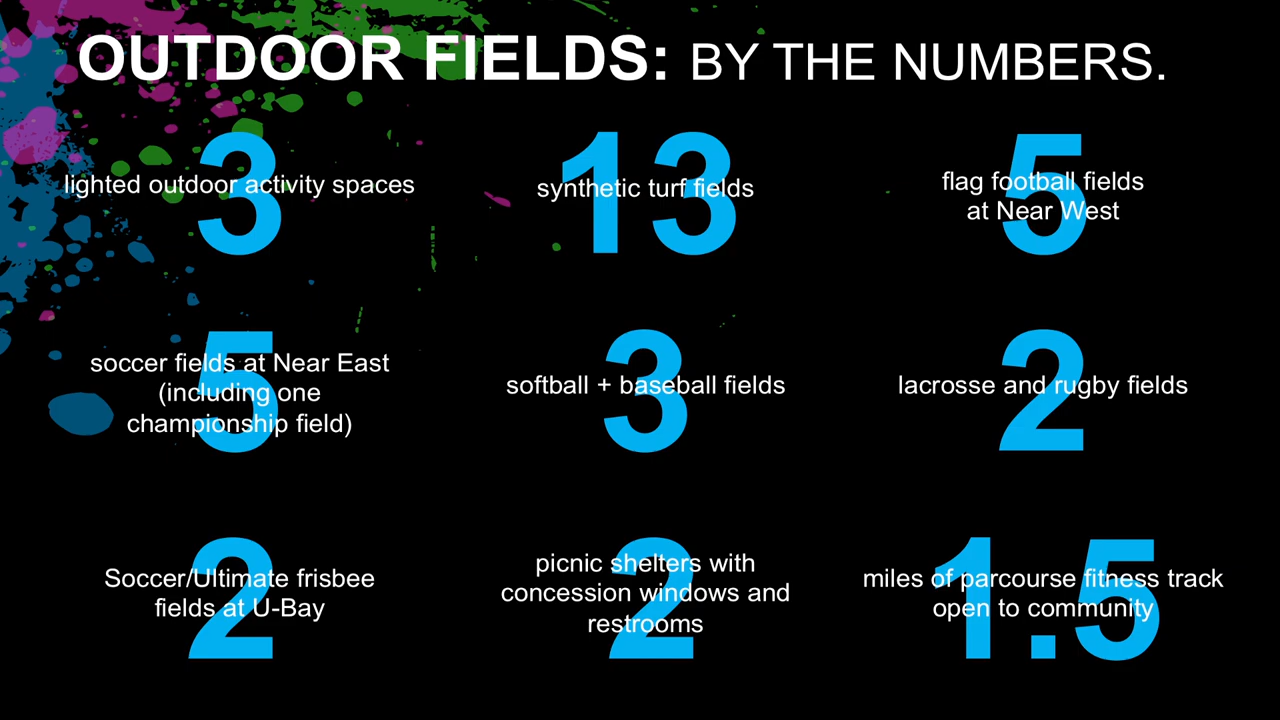 OUTDOOR FIELDS: BY THE NUMBERS.
3
lighted outdoor activity spaces
13
synthetic turf fields
5
flag football fields
at Near West
5
soccer fields at Near East
(including one
championship field)
3
softball + baseball fields
2
lacrosse and rugby fields
2
Soccer/Ultimate frisbee
fields at U-Bay
2
picnic shelters with
concession windows and
restrooms
1.5
miles of parcourse fitness track
open to community